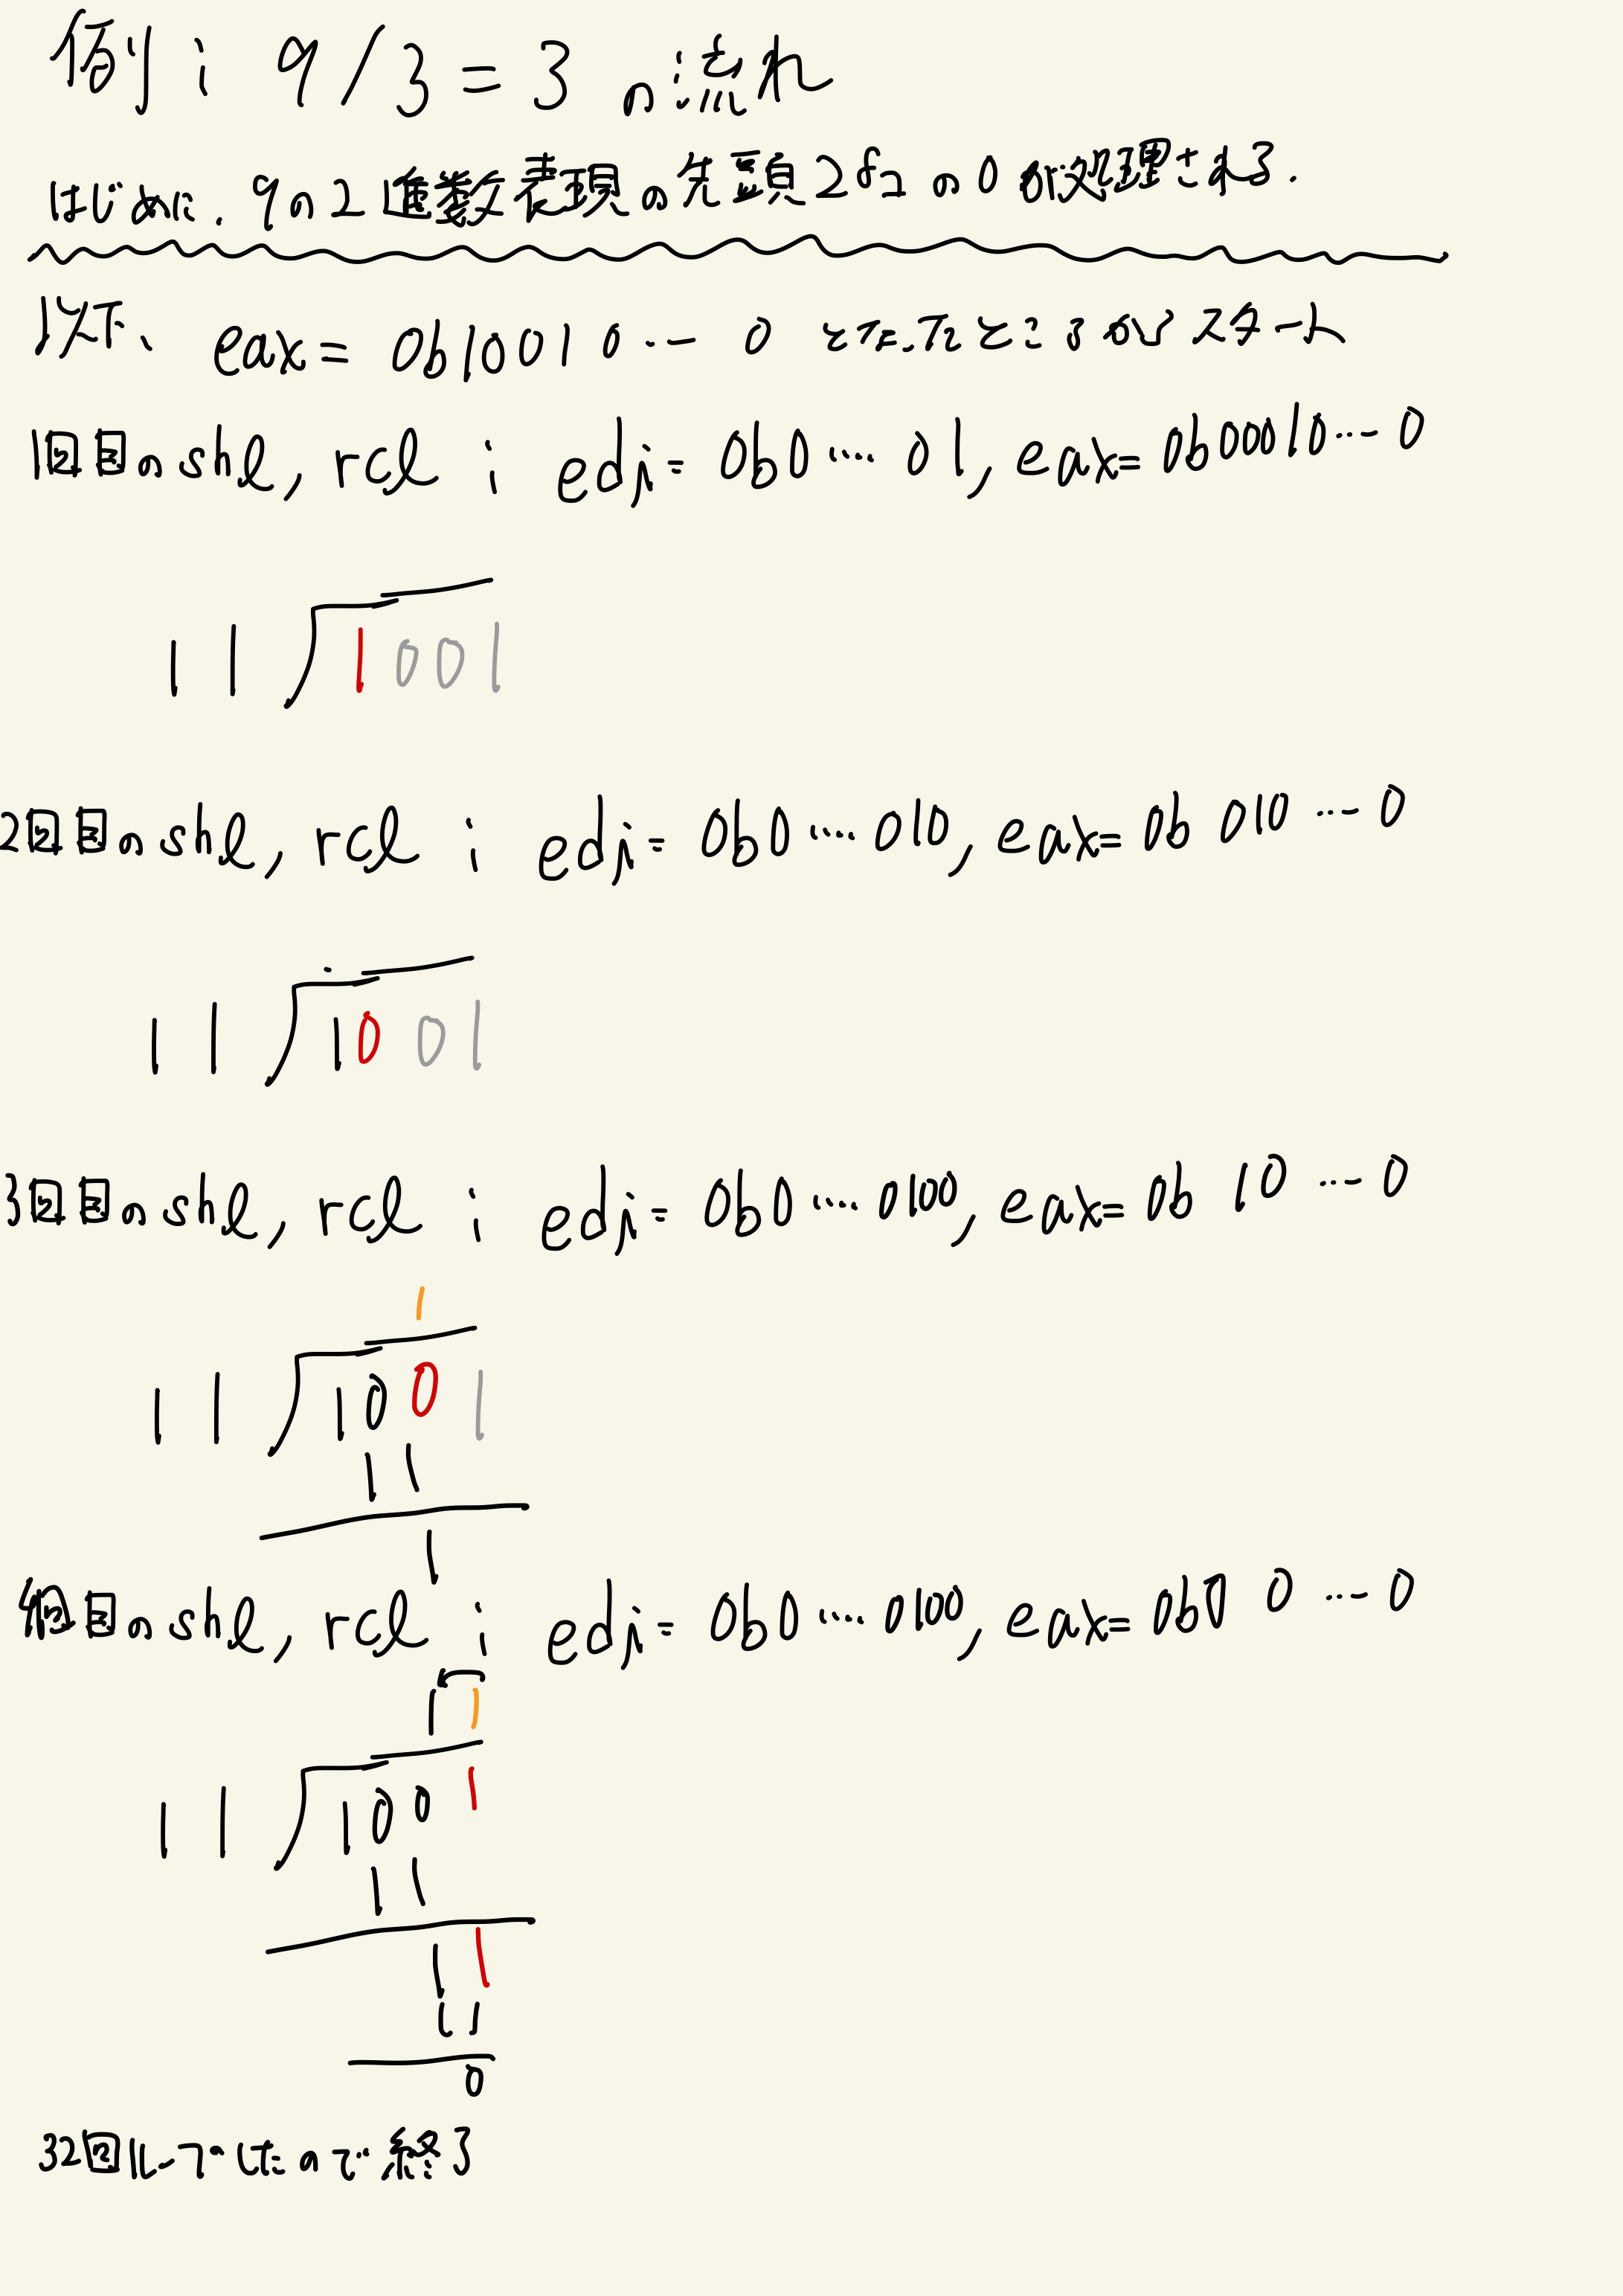 例: 9/3=3 の流れ
はじめに、9の2進数表現の先頭28コの0が処理される.
以下、eax= 0b10010…0 となったところからスタート
1回目のshl, rcl : edi= 0b0…01, eax= 0b00010…0
11 1001
2回目のshl, rcl : edi= 0b0…010, eax= 0b010…0
11 1001
3回目のshl, rcl : edi= 0b0…0100, eax= 0b10…0
1
11 1001
11
1
4回目のshl, rcl : edi= 0b0…0100, eax= 0b00…0
11
11 1001
11
11
11
0
32回ループしたので終了